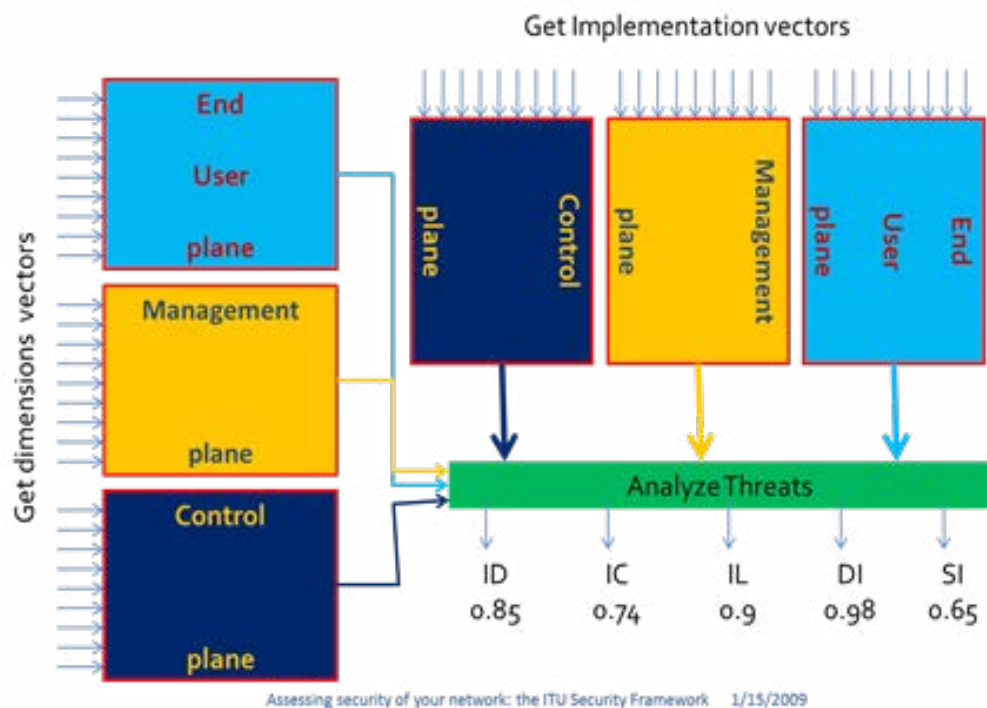 Get Implementation vectors
Get dimensions vectors
End
User
plane
Management
plane
Control
plane
Control
plane
Management
plane
End
User
plane
Analyze Threats
ID IC IL DI SI
0.85 0.74 0.9 0.98 0.65
Assessing security of your network: the ITU Security Framework 1/15/2009